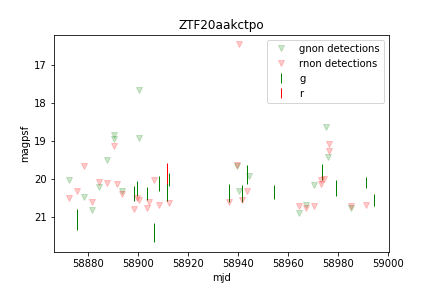 ZTF20aakctpo
gnon detections
rnon detections
g
r
magpsf
17
18
19
20
21
58880 58900 58920 58940 58960 58980 59000
mjd